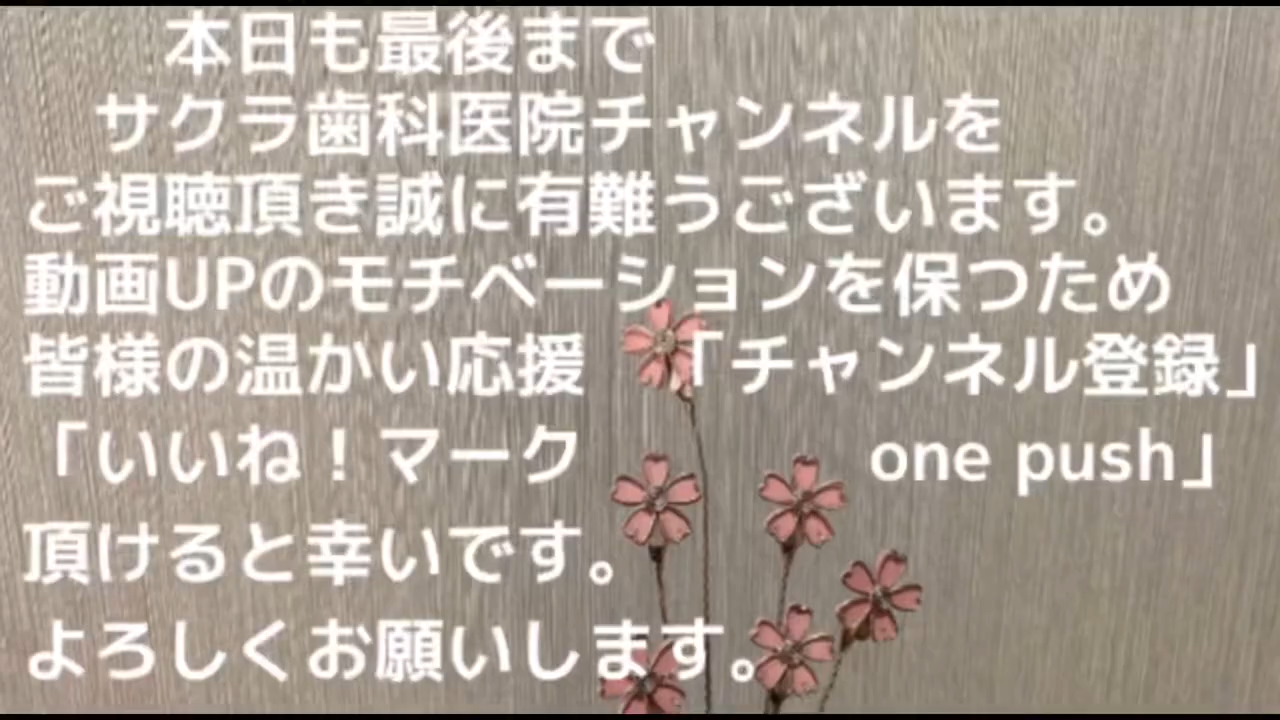 本日も最後まで
サクラ歯科医院チャンネルを
ご視聴頂き誠に有難うございます。
動画UPのモチベーションを保つため
皆様の温かい応援 「チャンネル登録」
「いいね！マーク one push」
頂けると幸いです。
よろしくお願いします。